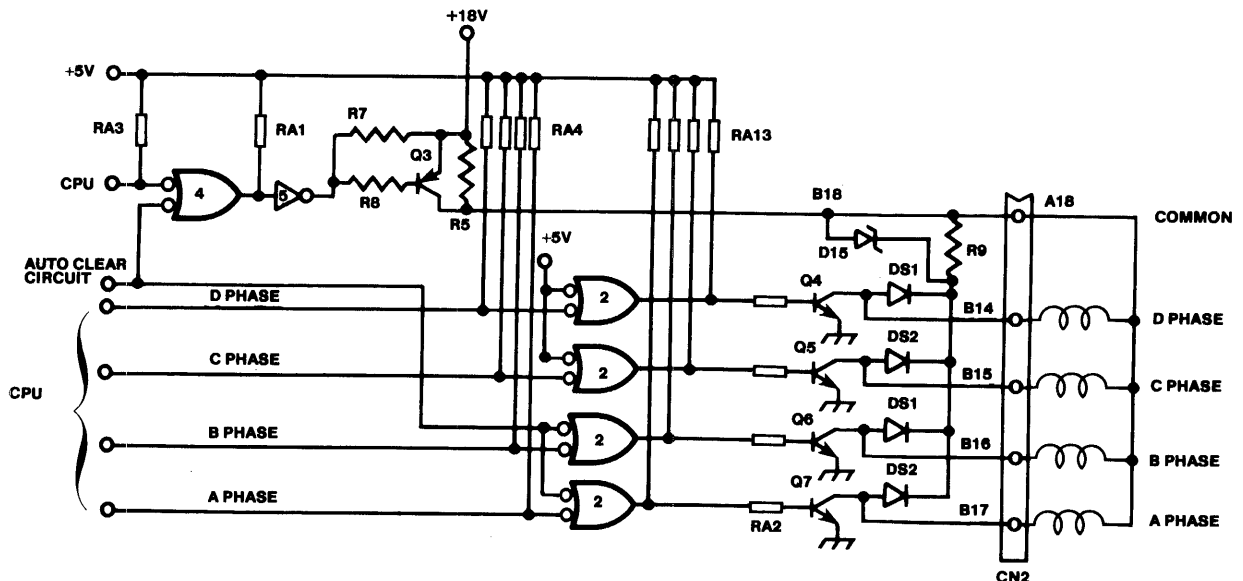 +18V
+5V
RA3
RA1
R7
Q3
RA4
RA13
CPU
4
5
R8
R5
B18
A18
COMMON
D15
R9
+5V
AUTO CLEAR
CIRCUIT
D PHASE
2
Q4
DS1
B14
D PHASE
CPU
C PHASE
2
Q5
DS2
B15
C PHASE
B PHASE
2
Q6
DS1
B16
B PHASE
A PHASE
2
Q7
DS2
RA2
B17
A PHASE
CN2